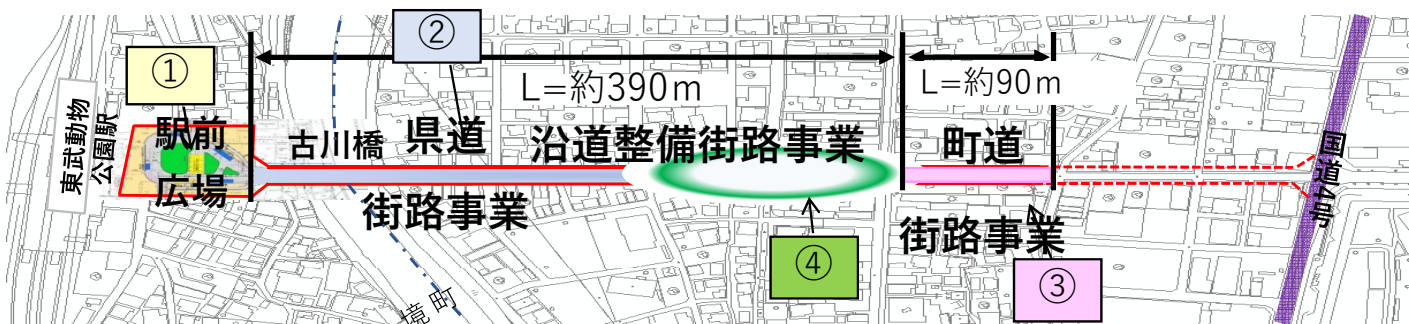 ①
②
L=約390m
L=約90m
東武動物
公園駅
駅前
広場
古川橋
県道
沿道整備街路事業
町道
街路事業
街路事業
④
③
国道4号
境町